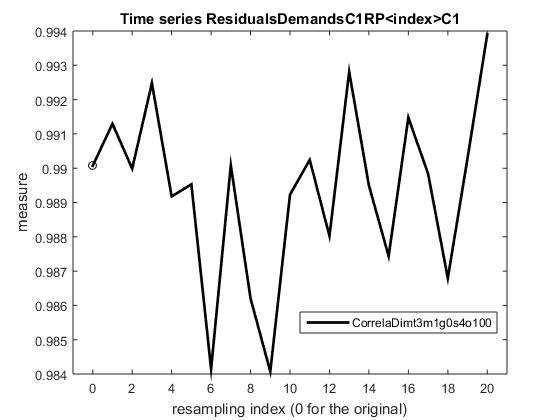 Time series ResidualsDemandsC1RP<index>C1
0.994
0.993
0.992
0.991
0.99
0.989
0.988
0.987
0.986
0.985
0.984
measure
CorrelaDimt3m1g0s4o100
0 2 4 6 8 10 12 14 16 18 20
resampling index (0 for the original)